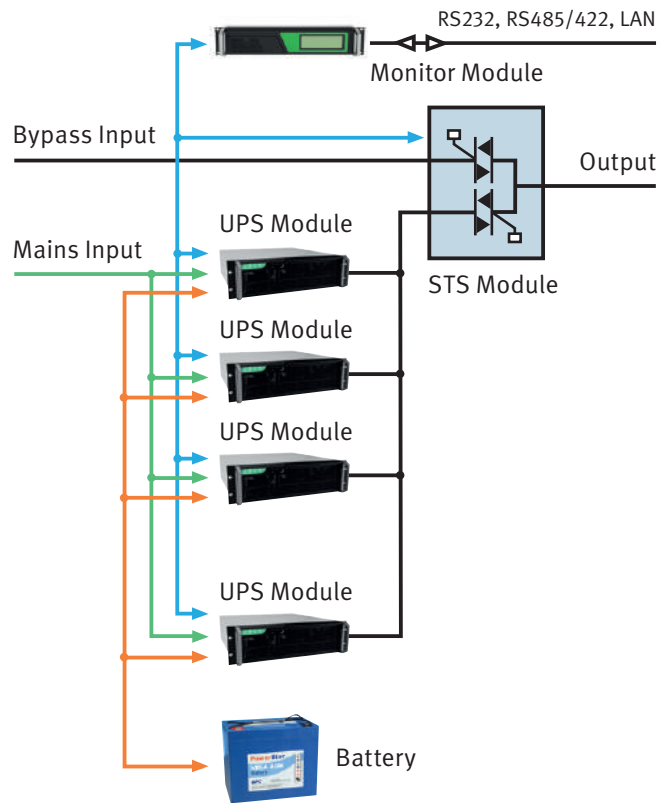 RS232, RS485/422, LAN
Monitor Module
Bypass Input
Output
UPS Module
Mains Input
STS Module
UPS Module
UPS Module
UPS Module
Battery